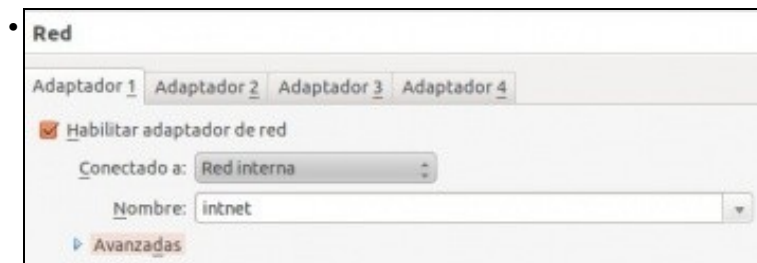 Red
Adaptador 1 Adaptador 2 Adaptador 3 Adaptador 4
Habilitar adaptador de red
Conectado a: Red interna
Nombre: intnet
Avanzadas